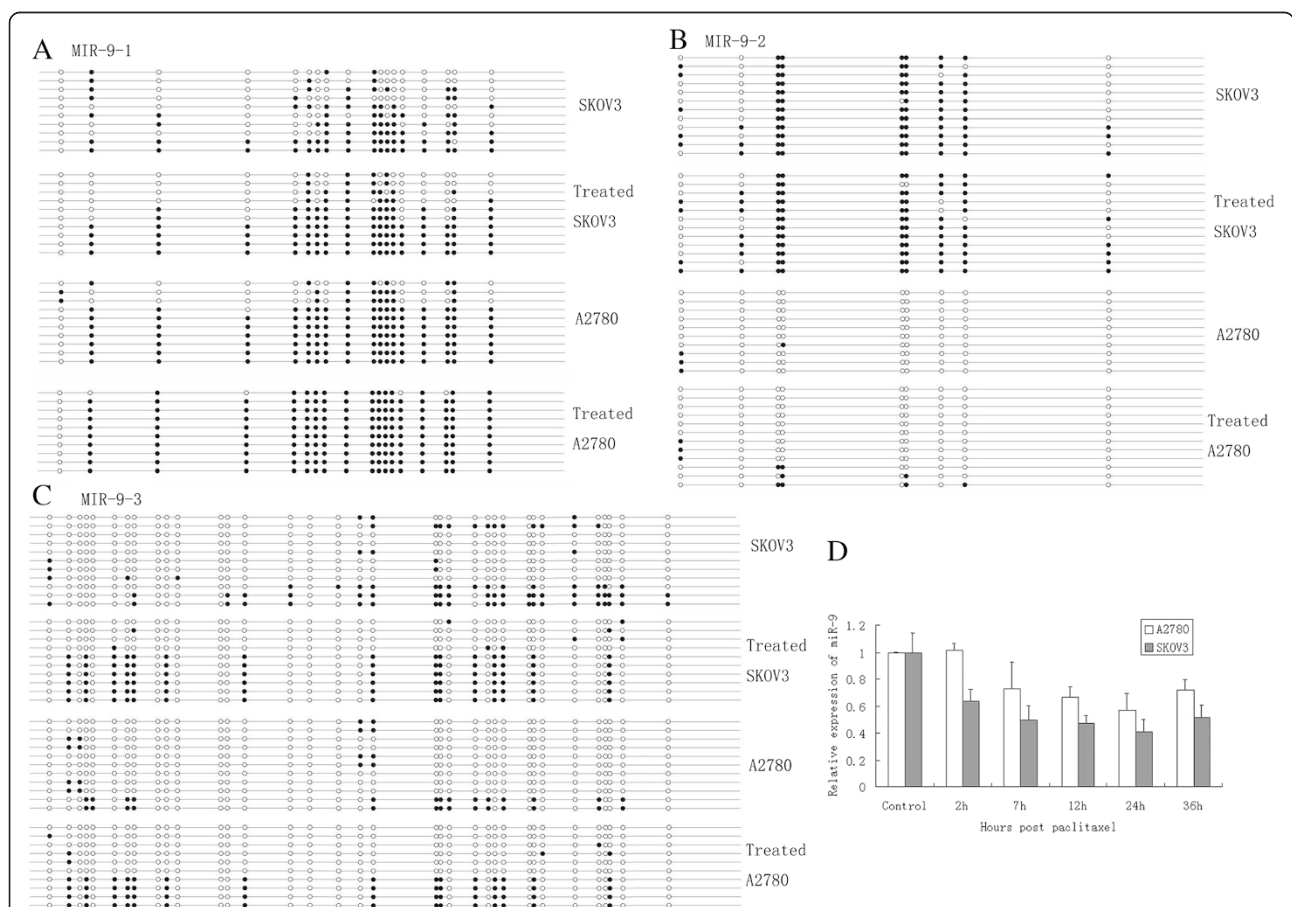 A MIR-9-1
SKOV3
Treated
SKOV3
A2780
Treated
A2780
B MIR-9-2
SKOV3
Treated
SKOV3
A2780
Treated
A2780
C MIR-9-3
SKOV3
Treated
SKOV3
A2780
Treated
A2780
D
Relative expression of miR-9
1.2
1
0.8
0.6
0.4
0.2
0
A2780
SKOV3
Control 2h 7h 12h 24h 36h
Hours post paclitaxel